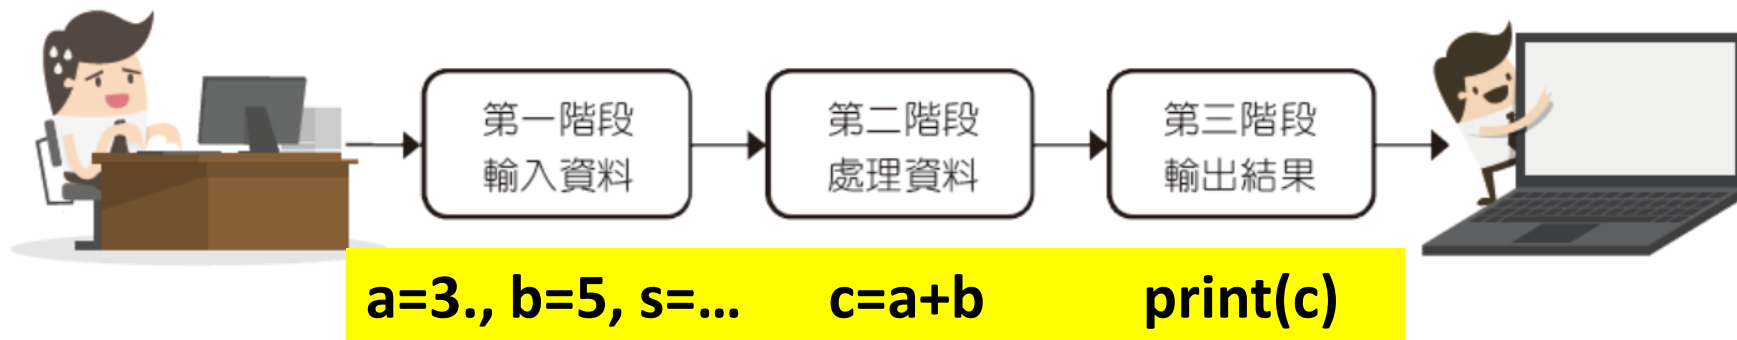 第一階段
輸入資料
第二階段
處理資料
第三階段
輸出結果
a=3., b=5, s=... c=a+b print(c)